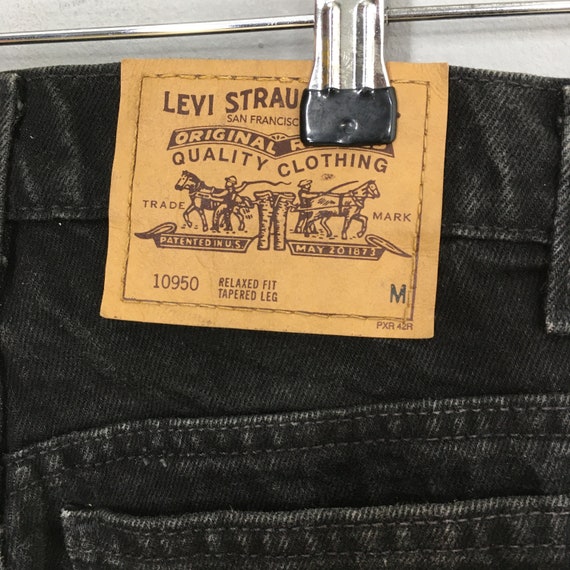 LEVI STRAU
SAN FRANCISC
ORIGINAL
QUALITY CLOTHING
TRADE MARK
PATENTED IN U.S. MAY 20 1873
10950 RELAXED FIT
TAPERED LEG M
PXR 42R